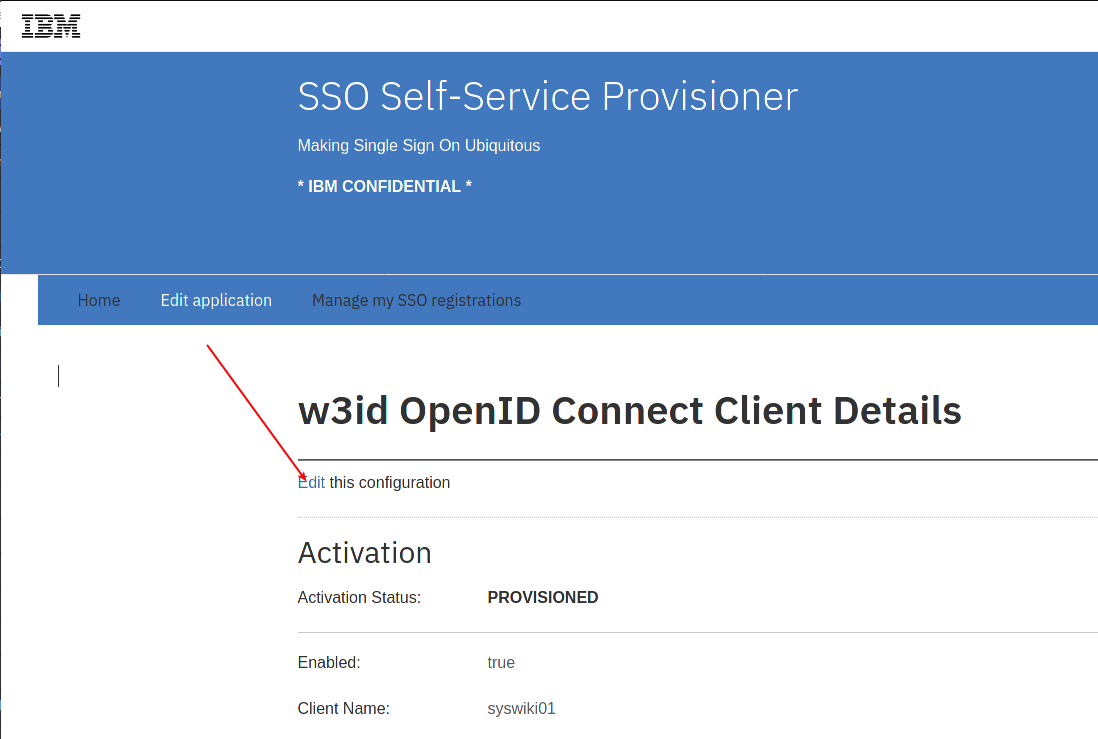 IBM
SSO Self-Service Provisioner
Making Single Sign On Ubiquitous
* IBM CONFIDENTIAL *
Home Edit application Manage my SSO registrations
w3id OpenID Connect Client Details
Edit this configuration
Activation
Activation Status: PROVISIONED
Enabled: true
Client Name: syswiki01